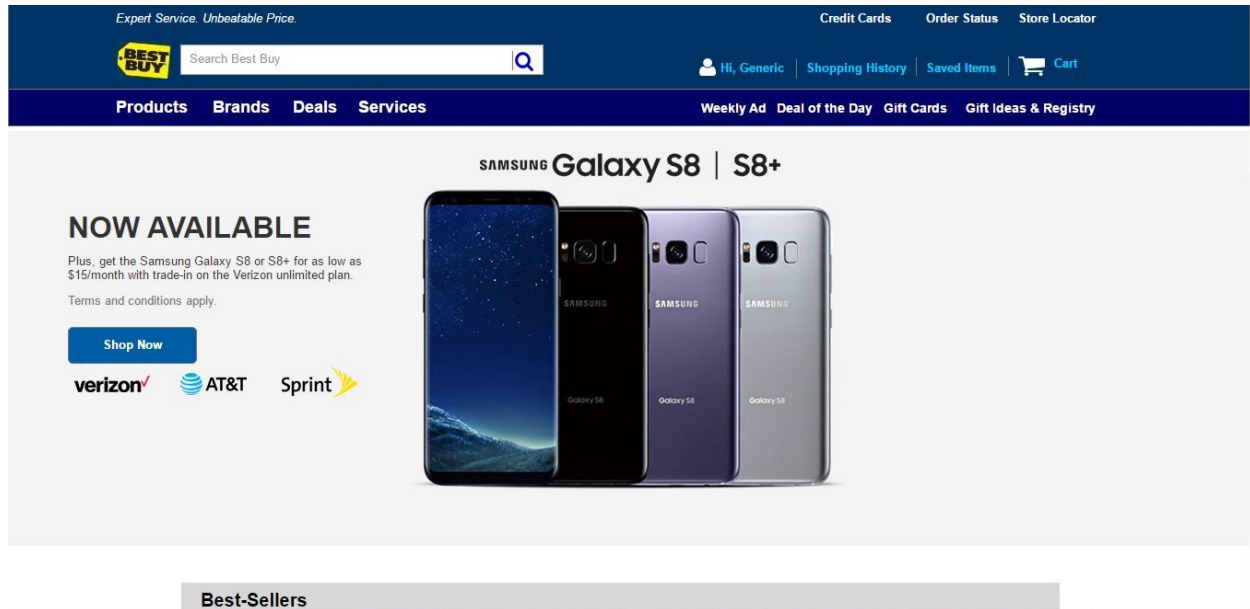 Expert Service. Unbeatable Price.
Credit Cards Order Status Store Locator
BEST BUY
Search Best Buy
Hi, Generic Shopping History Saved Items Cart
Products Brands Deals Services
Weekly Ad Deal of the Day Gift Cards Gift Ideas & Registry
SAMSUNG Galaxy S8 | S8+
NOW AVAILABLE
Plus, get the Samsung Galaxy S8 or S8+ for as low as
$15/month with trade-in on the Verizon unlimited plan.
Terms and conditions apply.
Shop Now
verizon AT&T Sprint
SAMSUNG SAMSUNG SAMSUNG
Galaxy S8 Galaxy S8 Galaxy S8
Best-Sellers